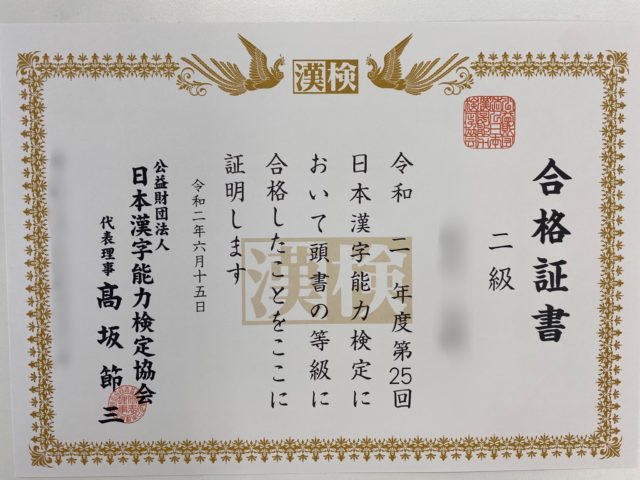 漢検
合格証書
二級
令和 二 年度第25回
日本漢字能力検定に
おいて頭書の等級に
合格したことをここに
証明します
漢検
令和二年六月十五日
公益財団法人
日本漢字能力検定協会
代表理事 髙坂節三